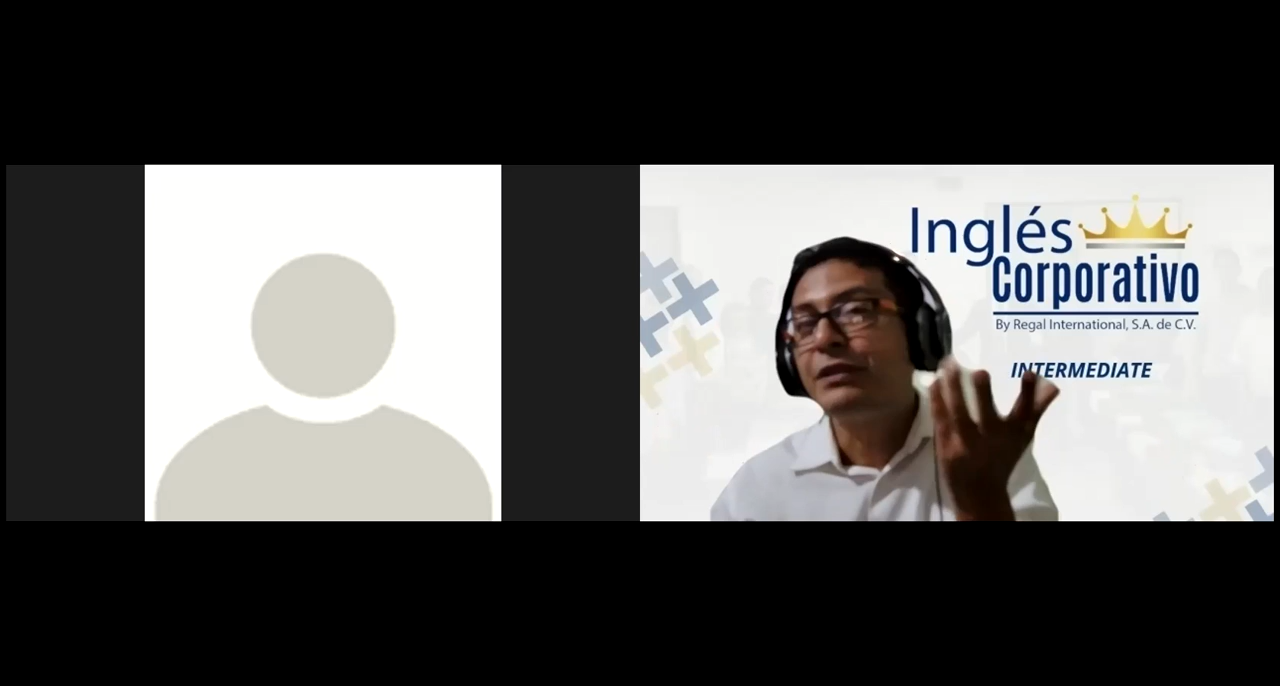 Inglés
Corporativo
By Regal International, S.A. de C.V.
INTERMEDIATE